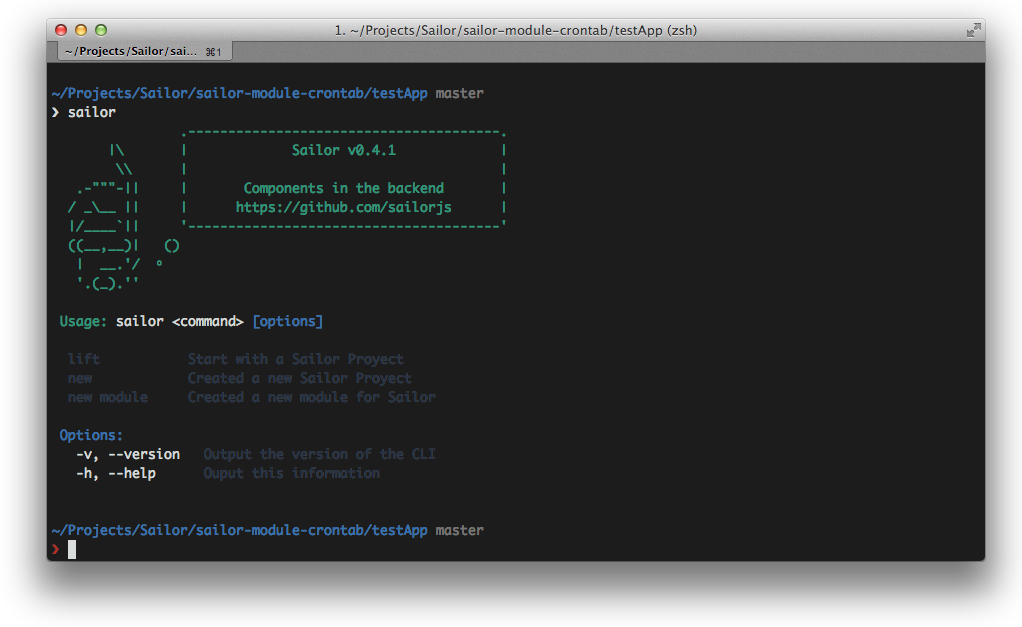 1. ~/Projects/Sailor/sailor-module-crontab/testApp (zsh)
~/Projects/Sailor/sai... ⌘1
~/Projects/Sailor/sailor-module-crontab/testApp master
❯ sailor
Sailor v0.4.1
Components in the backend
https://github.com/sailorjs
Usage: sailor <command> [options]
lift Start with a Sailor Proyect
new Created a new Sailor Proyect
new module Created a new module for Sailor
Options:
-v, --version Output the version of the CLI
-h, --help Ouput this information
~/Projects/Sailor/sailor-module-crontab/testApp master
❯